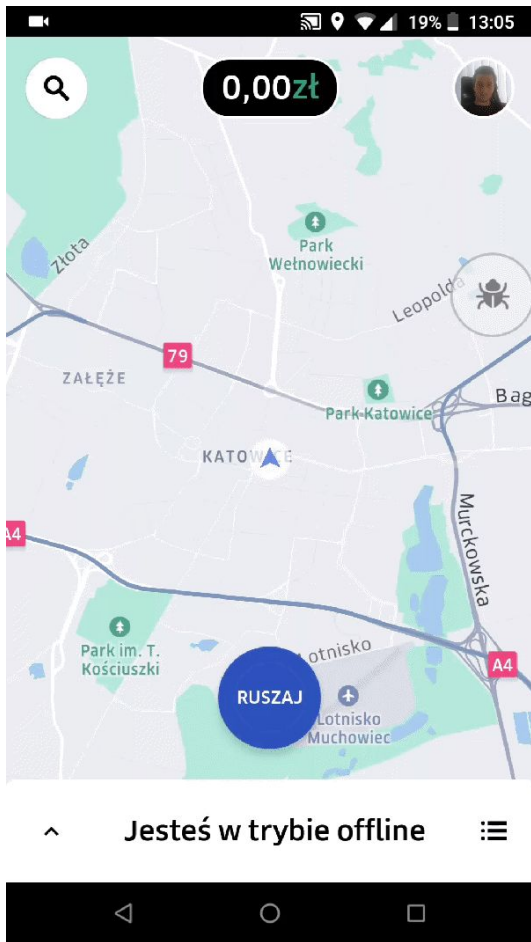 19%
13:05
0,00zł
Złota
Park
Wełnowiecki
Leopolda
79
ZAŁĘŻE
Park Katowice
Bag
KATOWICE
A4
Murckowska
Park im. T.
Kościuszki
Lotnisko
A4
RUSZAJ
Lotnisko
Muchowiec
Jesteś w trybie offline